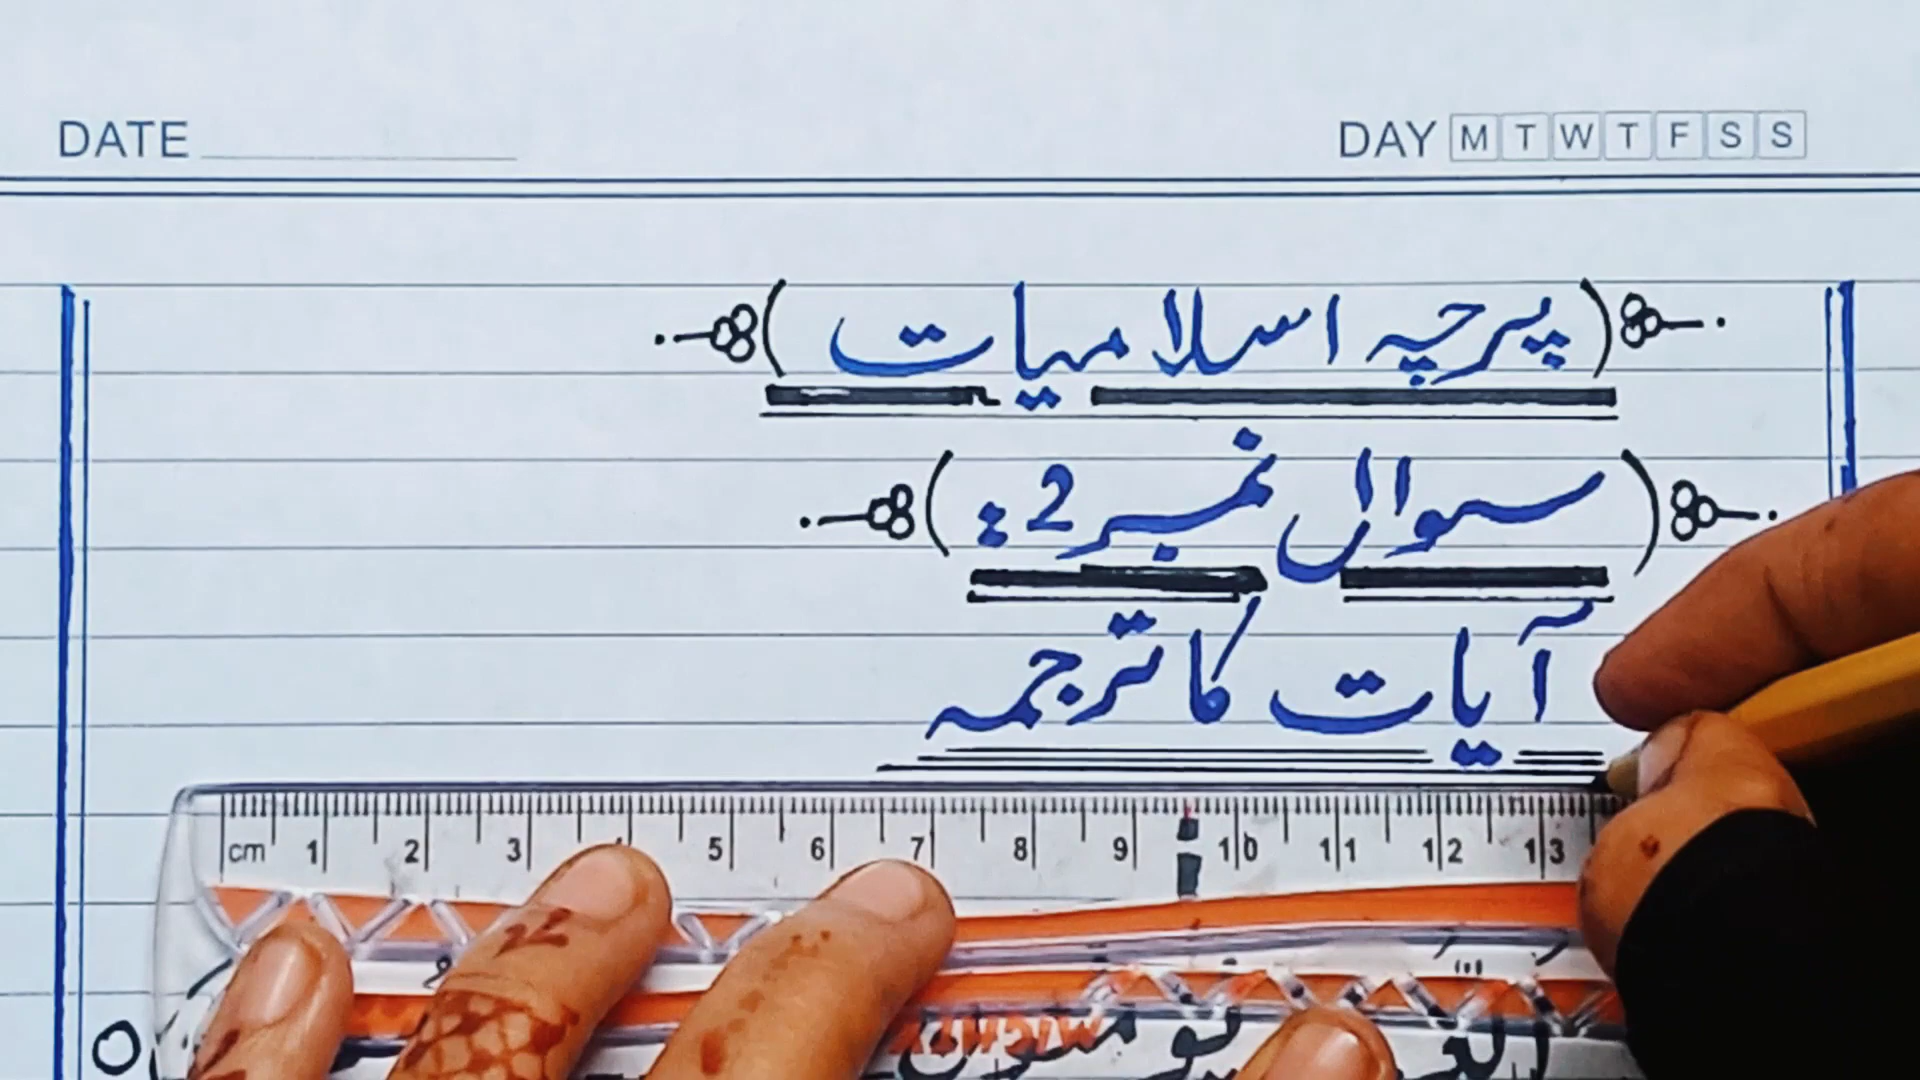 DATE DAY M T W T F S S
(پرچہ اسلامیات)
(سوال نمبر 2:)
آیات کا ترجمہ
cm 1 2 3 5 6 7 8 9 10 11 12 13